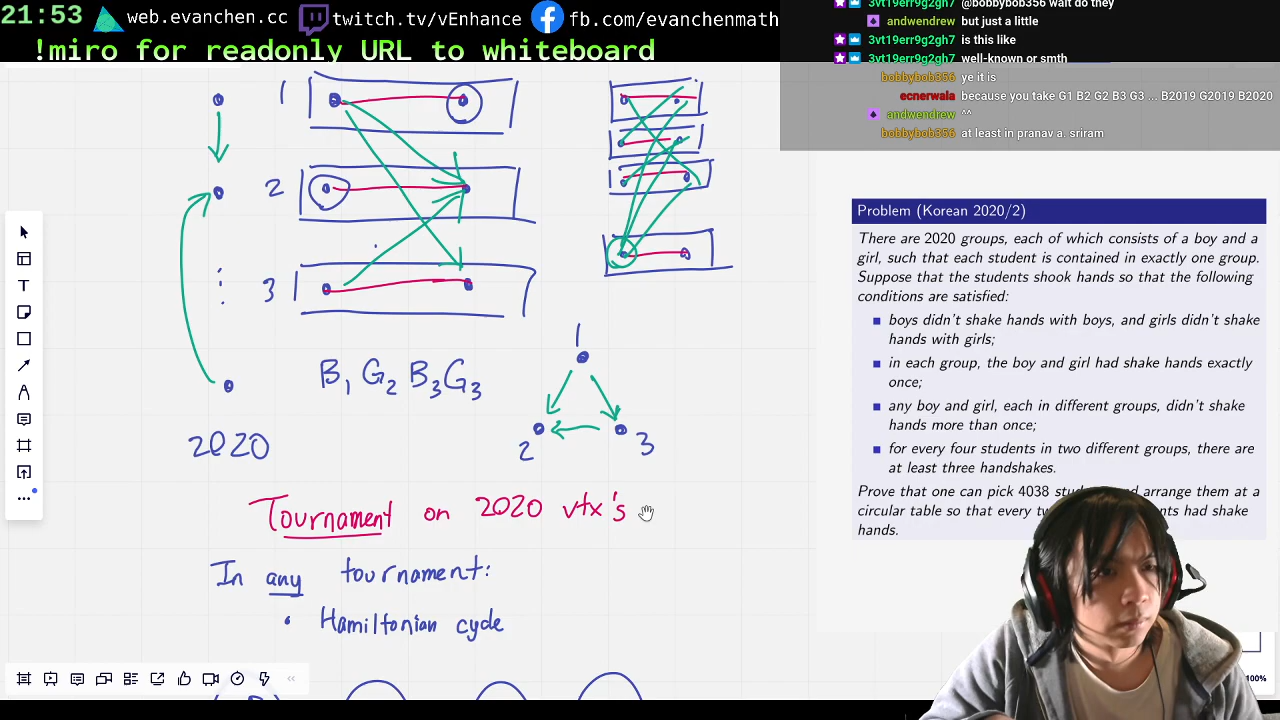 21:53 web.evanchen.cc twitch.tv/vEnhance fb.com/evanchenmath
!miro for readonly URL to whiteboard
3vt19err9g2gh7 @bobbybob356 wait do they
andwendrew but just a little
3vt19err9g2gh7 is this like
3vt19err9g2gh7 well-known or smth
bobbybob356 ye it is
ecnerwala because you take G1 B2 G2 B3 G3 ... B2019 G2019 B2020
andwendrew ^^
bobbybob356 at least in pranav a. sriram
1
2
3
B1 G2 B3 G3
2020
1
2
3
Tournament on 2020 vtx's
In any tournament:
• Hamiltonian cycle
Problem (Korean 2020/2)
There are 2020 groups, each of which consists of a boy and a
girl, such that each student is contained in exactly one group.
Suppose that the students shook hands so that the following
conditions are satisfied:
boys didn't shake hands with boys, and girls didn't shake
hands with girls;
in each group, the boy and girl had shake hands exactly
once;
any boy and girl, each in different groups, didn't shake
hands more than once;
for every four students in two different groups, there are
at least three handshakes.
Prove that one can pick 4038 and arrange them at a
circular table so that every had shake
hands.
100%